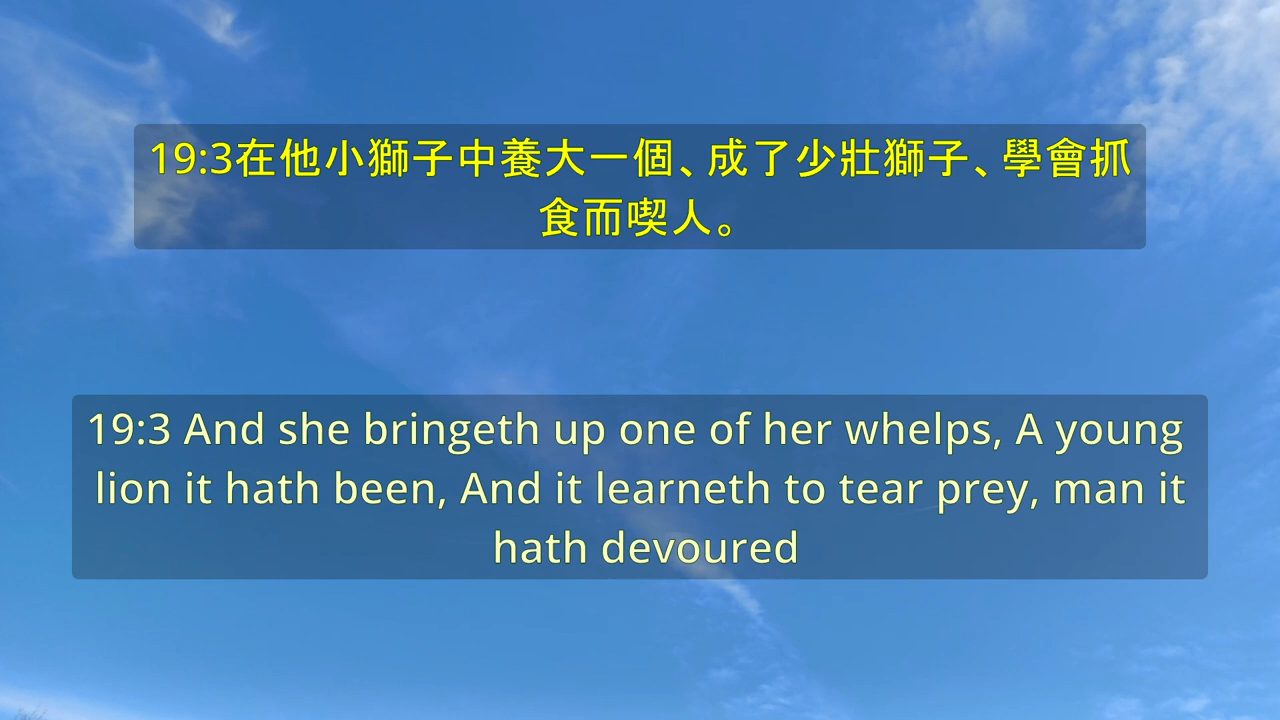 19:3在他小獅子中養大一個、成了少壯獅子、學會抓
食而喫人。
19:3 And she bringeth up one of her whelps, A young
lion it hath been, And it learneth to tear prey, man it
hath devoured